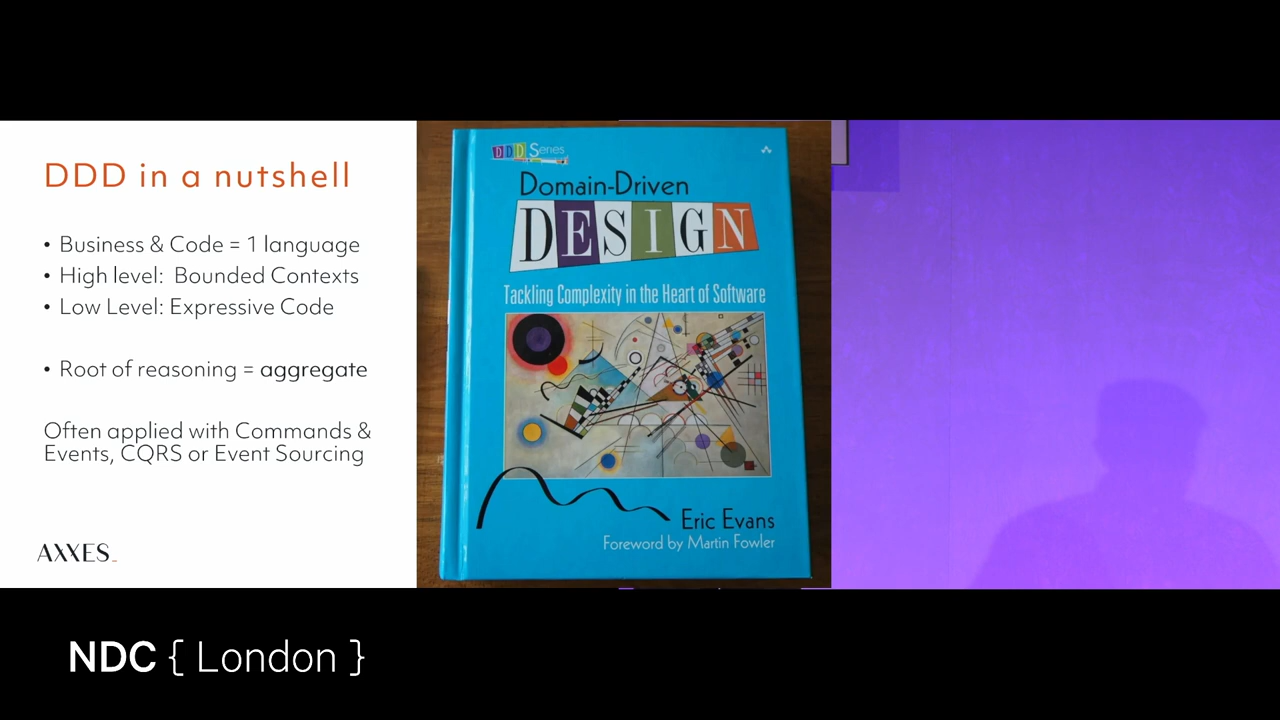 DDD in a nutshell
• Business & Code = 1 language
• High level: Bounded Contexts
• Low Level: Expressive Code
• Root of reasoning = aggregate
Often applied with Commands &
Events, CQRS or Event Sourcing
AXXES_
DDD Series
Domain-Driven
DESIGN
Tackling Complexity in the Heart of Software
Eric Evans
Foreword by Martin Fowler
NDC { London }